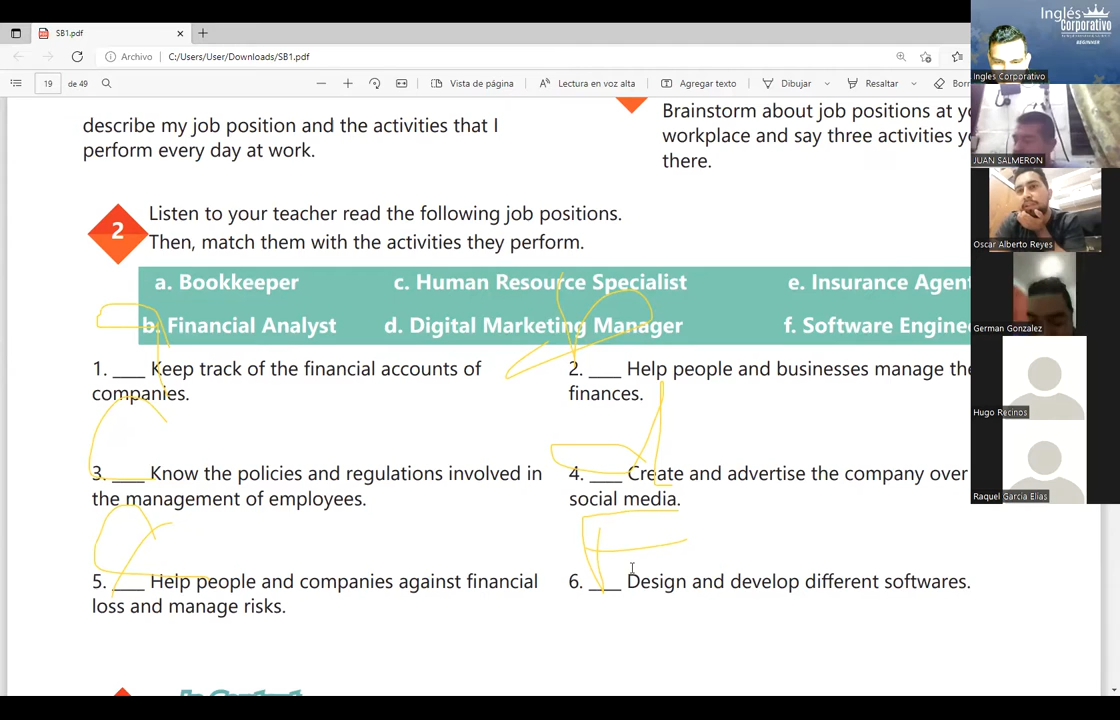 SB1.pdf
Archivo
C:/Users/User/Downloads/SB1.pdf
19
de 49
Vista de página
Lectura en voz alta
Agregar texto
Dibujar
Resaltar
Bor
describe my job position and the activities that I
perform every day at work.
Brainstorm about job positions at yo
workplace and say three activities yo
there.
2
Listen to your teacher read the following job positions.
Then, match them with the activities they perform.
a. Bookkeeper
c. Human Resource Specialist
e. Insurance Agent
b. Financial Analyst
d. Digital Marketing Manager
f. Software Enginee
1. ____ Keep track of the financial accounts of
companies.
2. ____ Help people and businesses manage the
finances.
3. ____ Know the policies and regulations involved in
the management of employees.
4. ____ Create and advertise the company over
social media.
5. ____ Help people and companies against financial
loss and manage risks.
6. ____ Design and develop different softwares.
Inglés
Corporativo
BEGINNER
Ingles Corporativo
JUAN SALMERON
Oscar Alberto Reyes
German Gonzalez
Hugo Recinos
Raquel Garcia Elias